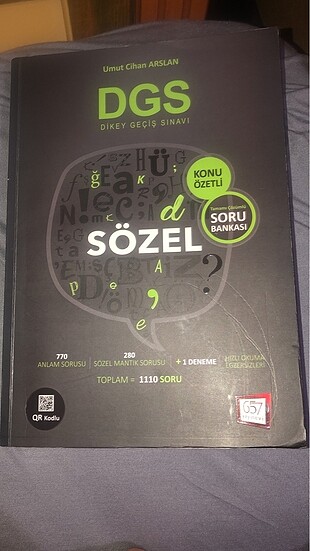 Umut Cihan ARSLAN
DGS
DİKEY GEÇİŞ SINAVI
KONU
ÖZETLİ
Tamamı Çözümlü
SORU
BANKASI
SÖZEL
770
ANLAM SORUSU
280
SÖZEL MANTIK SORUSU
+ 1 DENEME
HIZLI OKUMA
EGZERSİZLERİ
TOPLAM = 1110 SORU
QR Kodlu
657